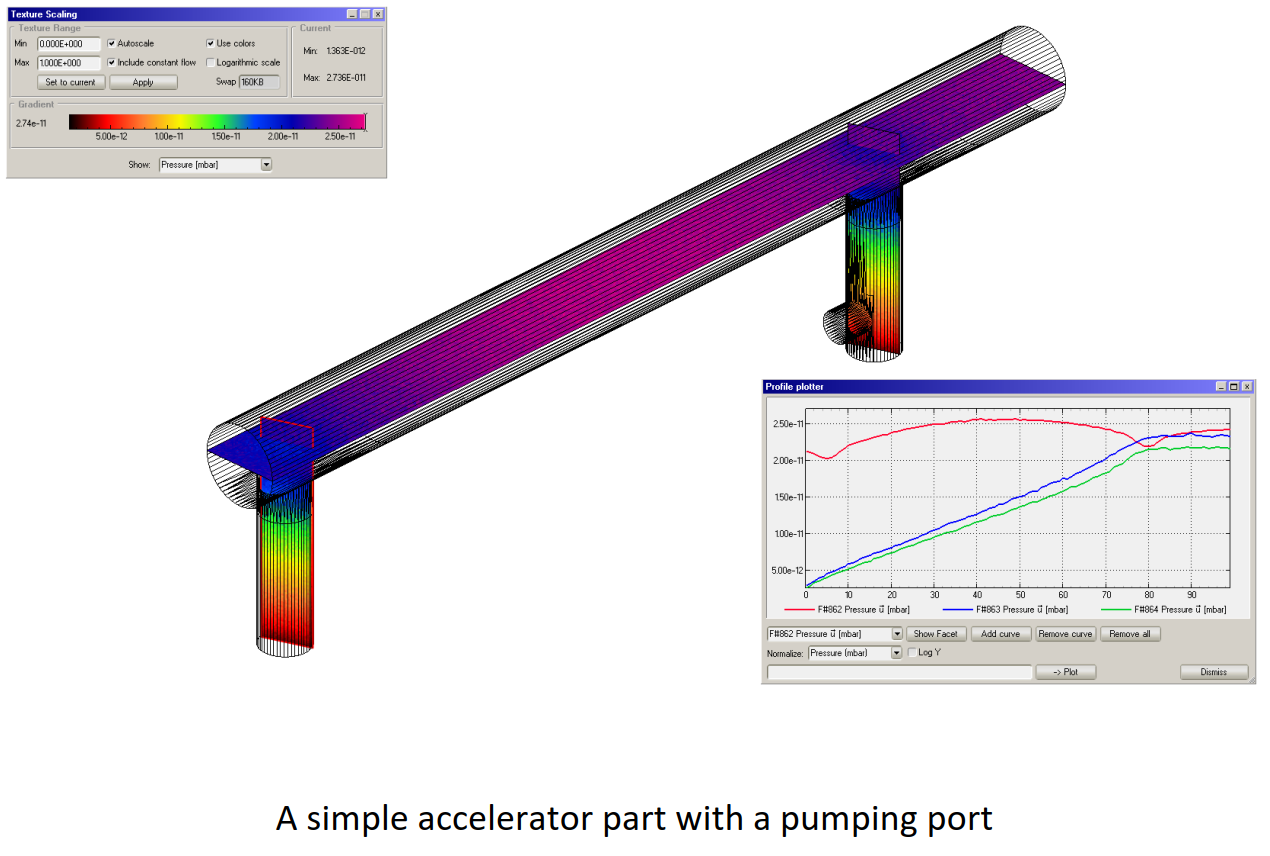 Texture Scaling
Texture Range
Min 0.000E+000 Autoscale Use colors
Max 1.000E+000 Include constant flow Logarithmic scale
Set to current Apply Swap 160KB
Current
Min: 1.363E-012
Max: 2.736E-011
Gradient
2.74e-11
5.00e-12 1.00e-11 1.50e-11 2.00e-11 2.50e-11
Show: Pressure [mbar]
Profile plotter
2.50e-11
2.00e-11
1.50e-11
1.00e-11
5.00e-12
0 10 20 30 40 50 60 70 80 90
F#862 Pressure ü [mbar] F#863 Pressure ü [mbar] F#864 Pressure ü [mbar]
F#862 Pressure ü [mbar] Show Facet Add curve Remove curve Remove all
Normalize: Pressure (mbar) Log Y
-> Plot Dismiss
A simple accelerator part with a pumping port